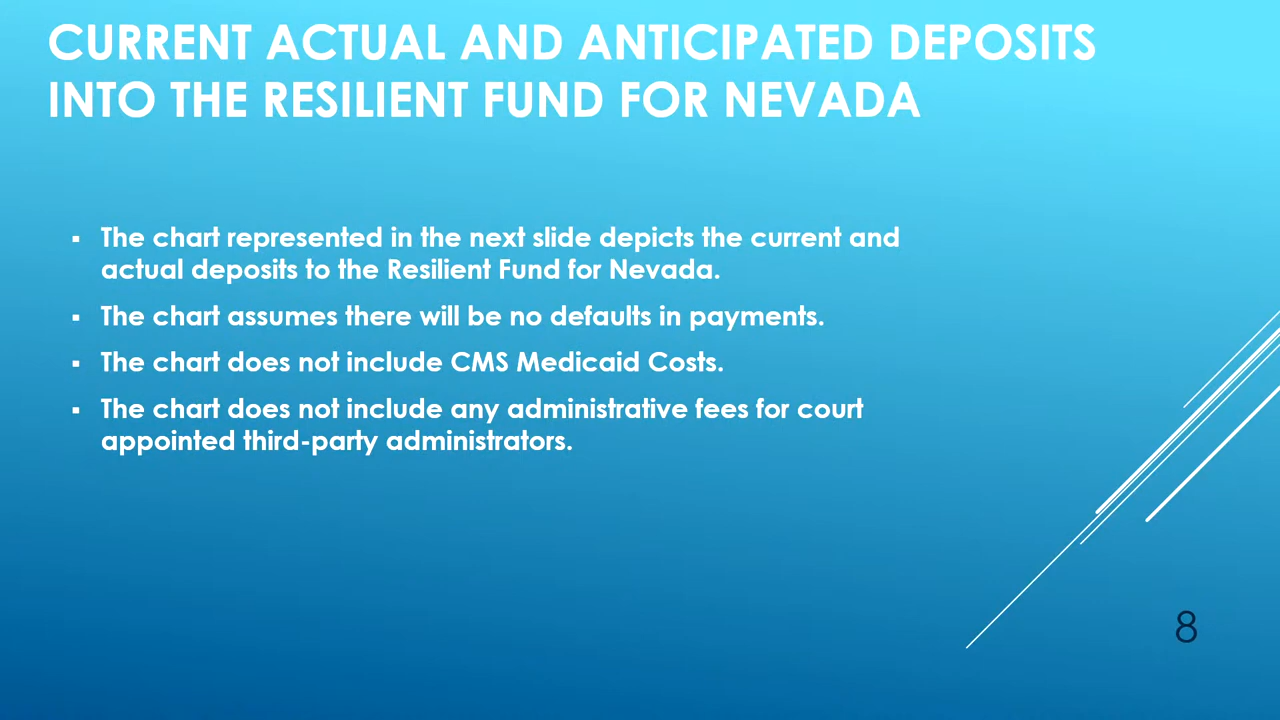 CURRENT ACTUAL AND ANTICIPATED DEPOSITS
INTO THE RESILIENT FUND FOR NEVADA
▪ The chart represented in the next slide depicts the current and
actual deposits to the Resilient Fund for Nevada.
▪ The chart assumes there will be no defaults in payments.
▪ The chart does not include CMS Medicaid Costs.
▪ The chart does not include any administrative fees for court
appointed third-party administrators.
8